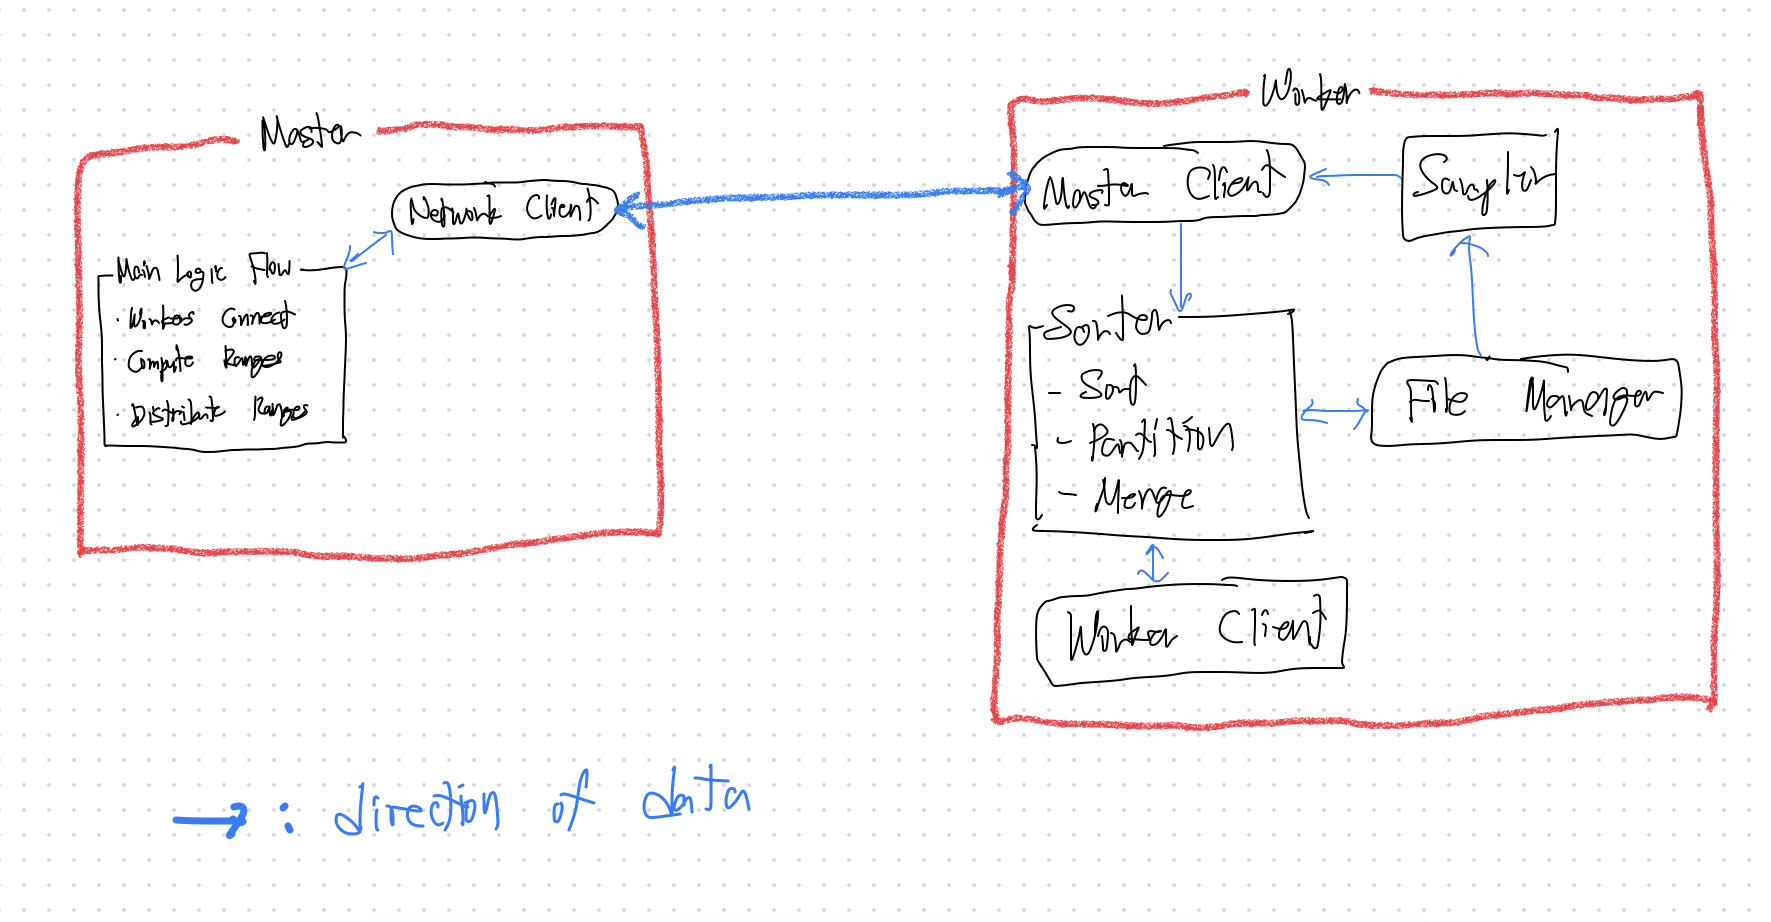 Master
Network Client
Main Logic Flow
· Workers Connect
· Compute Ranges
· Distribute Ranges
Worker
Master Client
Sampler
Sorter
- Sort
- Partition
- Merge
File Manager
Worker Client
→ : direction of data